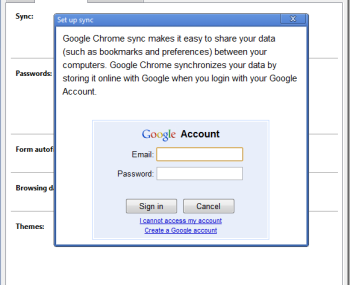 Sync:
Set up sync
x
Google Chrome sync makes it easy to share your data
(such as bookmarks and preferences) between your
computers. Google Chrome synchronizes your data by
storing it online with Google when you login with your Google
Account.
Passwords:
Google Account
Email:
Password:
Form autof
Sign in Cancel
I cannot access my account
Create a Google account
Browsing d
Themes: